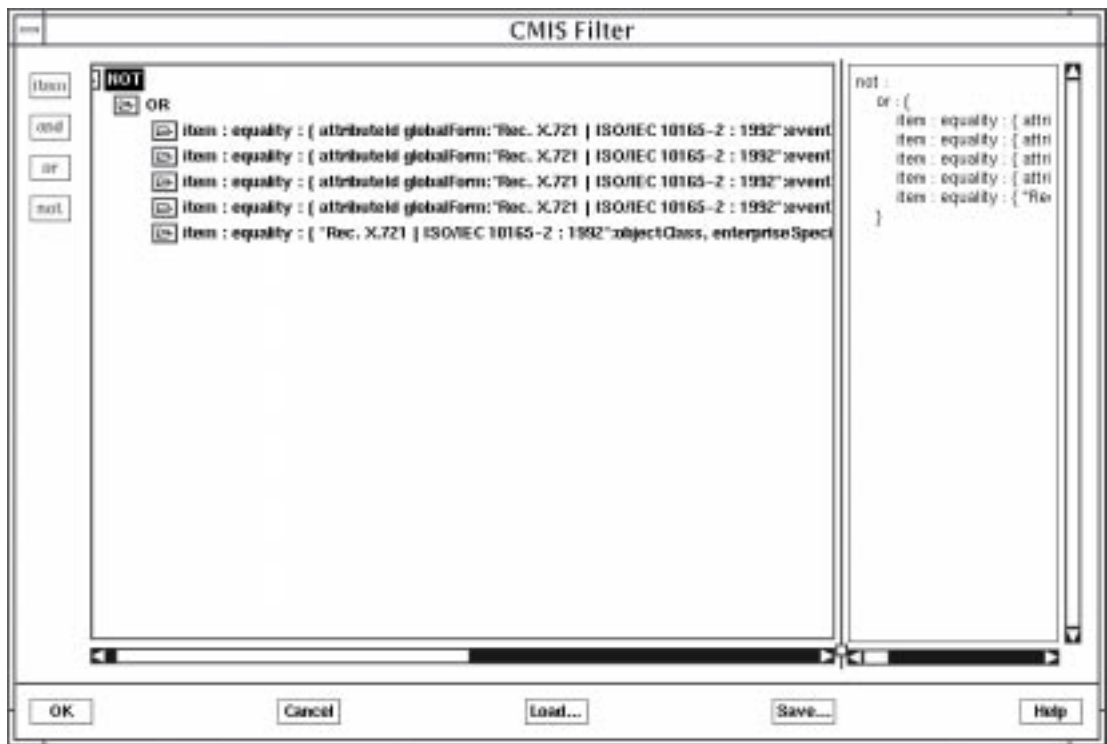 CMIS Filter
item
and
or
not
NOT
OR
item : equality : { attributeId globalForm:"Rec. X.721 | ISO/IEC 10165-2 : 1992":event
item : equality : { attributeId globalForm:"Rec. X.721 | ISO/IEC 10165-2 : 1992":event
item : equality : { attributeId globalForm:"Rec. X.721 | ISO/IEC 10165-2 : 1992":event
item : equality : { attributeId globalForm:"Rec. X.721 | ISO/IEC 10165-2 : 1992":event
item : equality : { "Rec. X.721 | ISO/IEC 10165-2 : 1992":objectClass, enterpriseSpeci
not :
or : {
item : equality : { attri
item : equality : { attri
item : equality : { attri
item : equality : { attri
item : equality : { "Re
}
OK
Cancel
Load...
Save...
Help